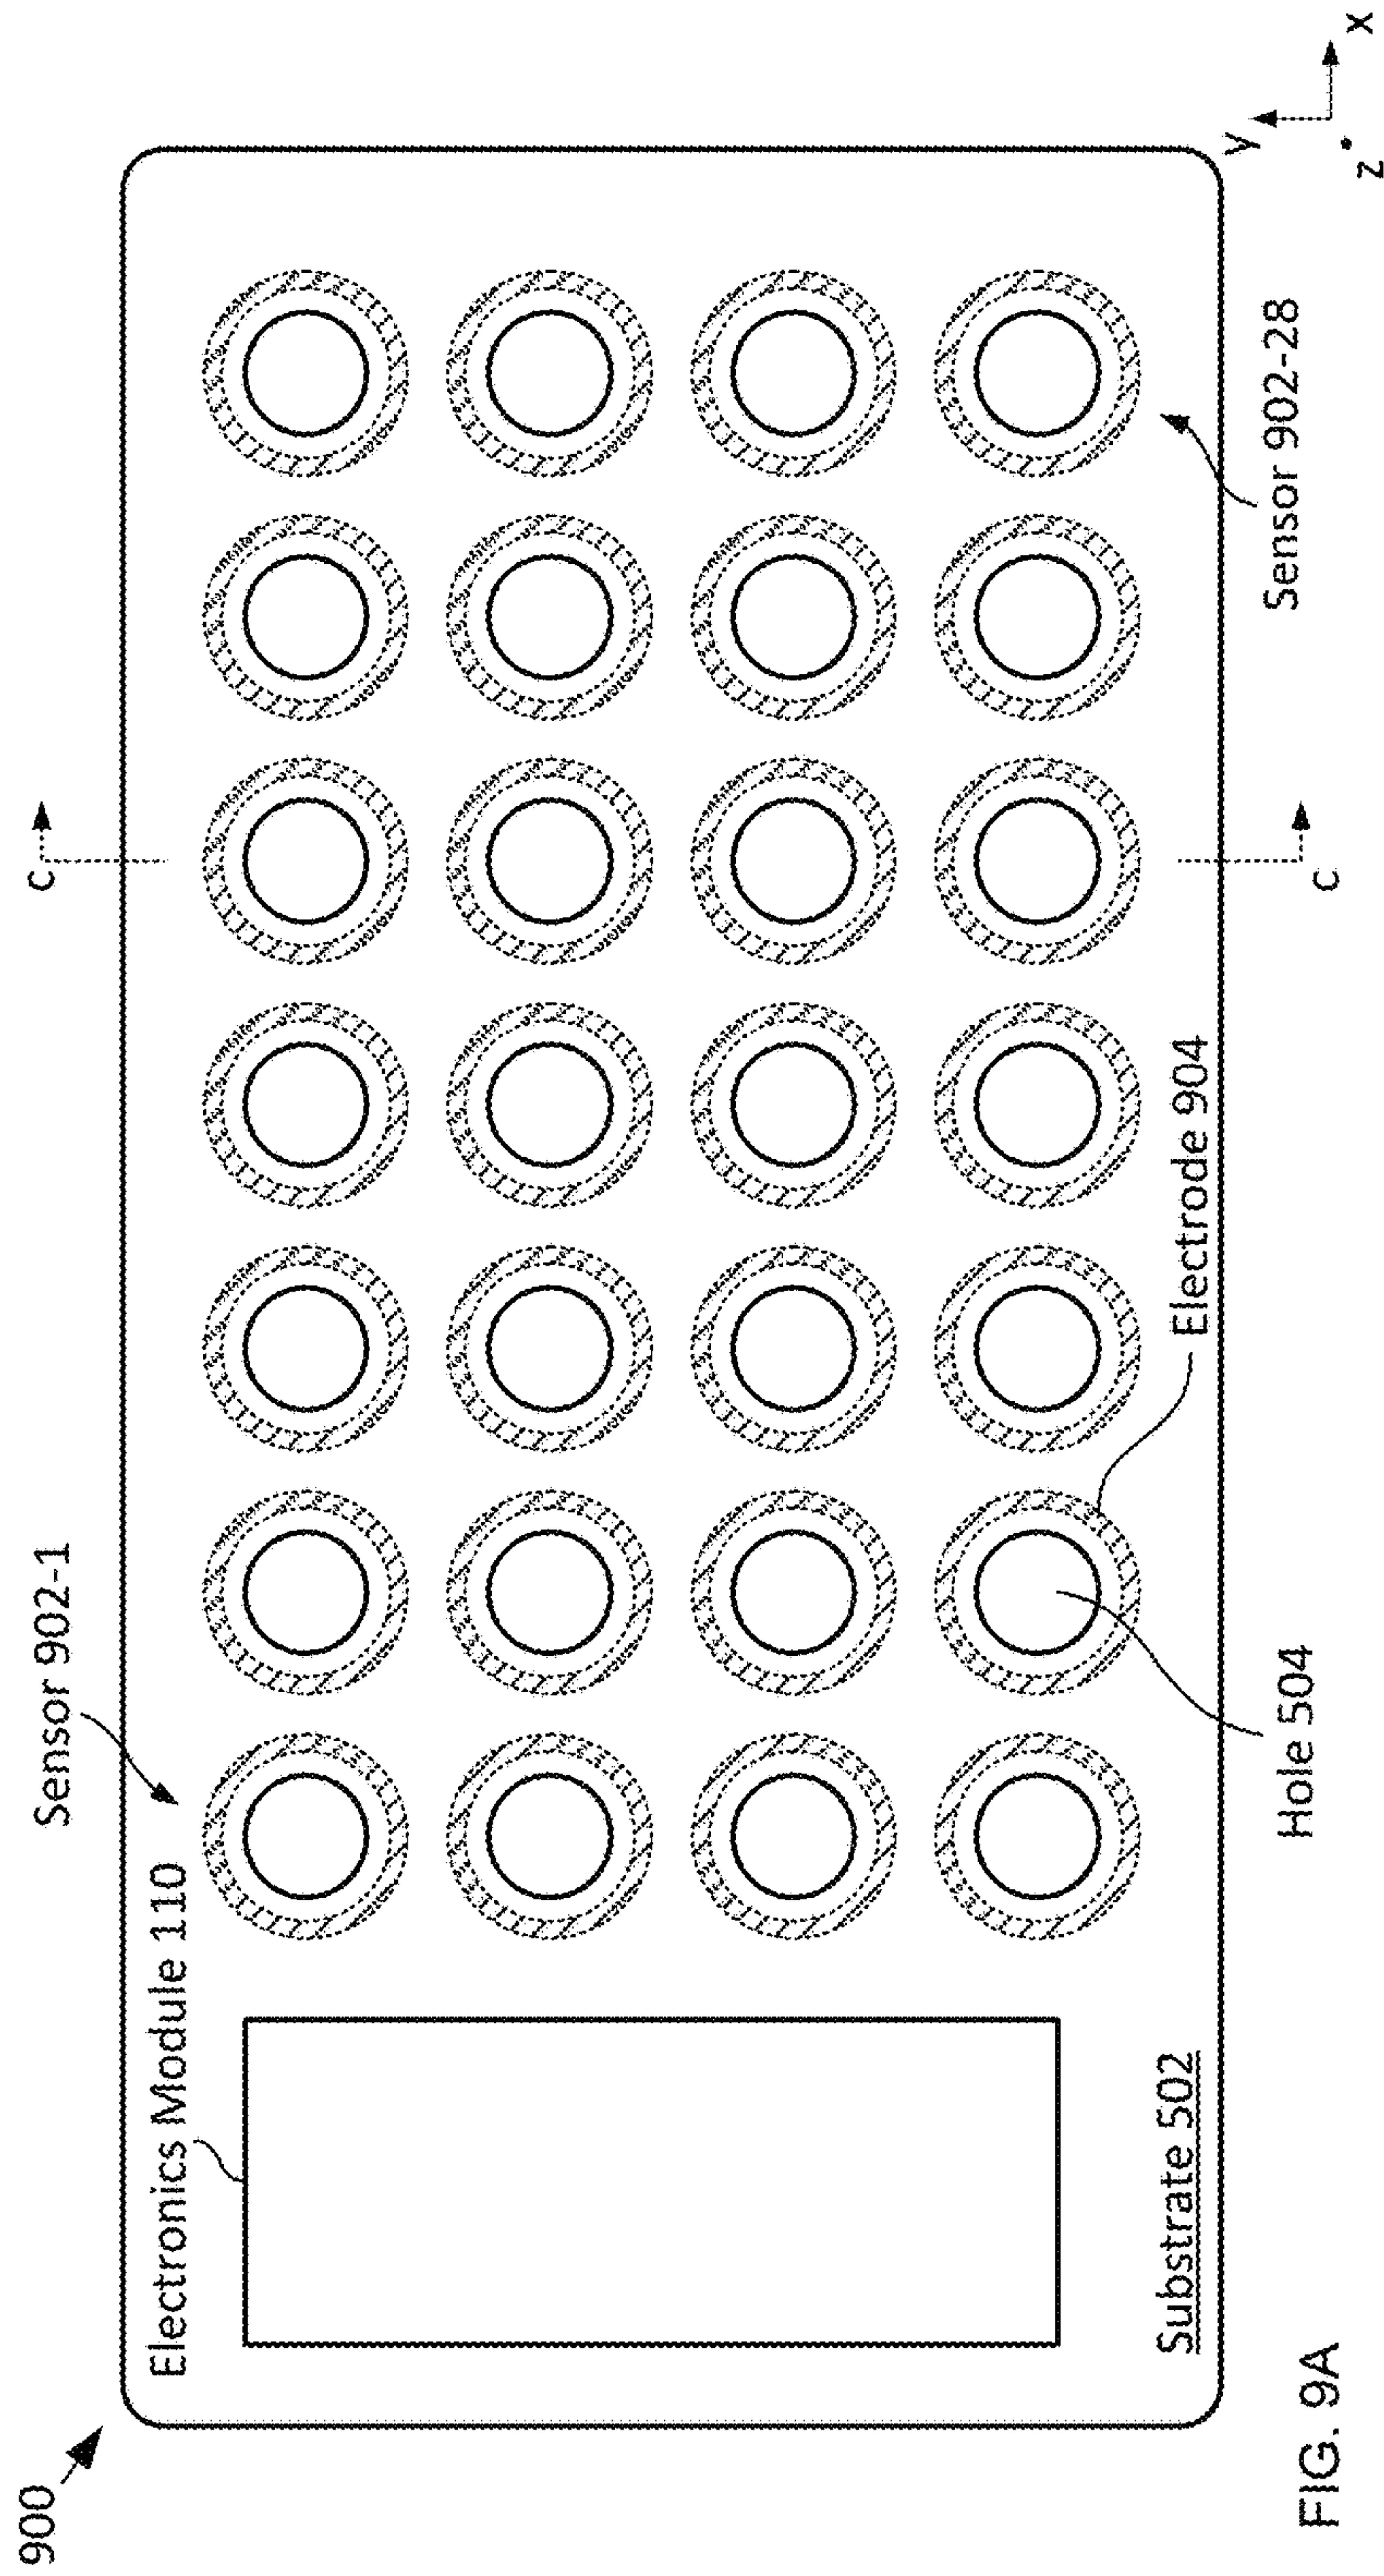 900
Sensor 902-1
c
Electronics Module 110
Substrate 502
Electrode 904
Hole 504
c
Sensor 902-28
y
z
x
FIG. 9A